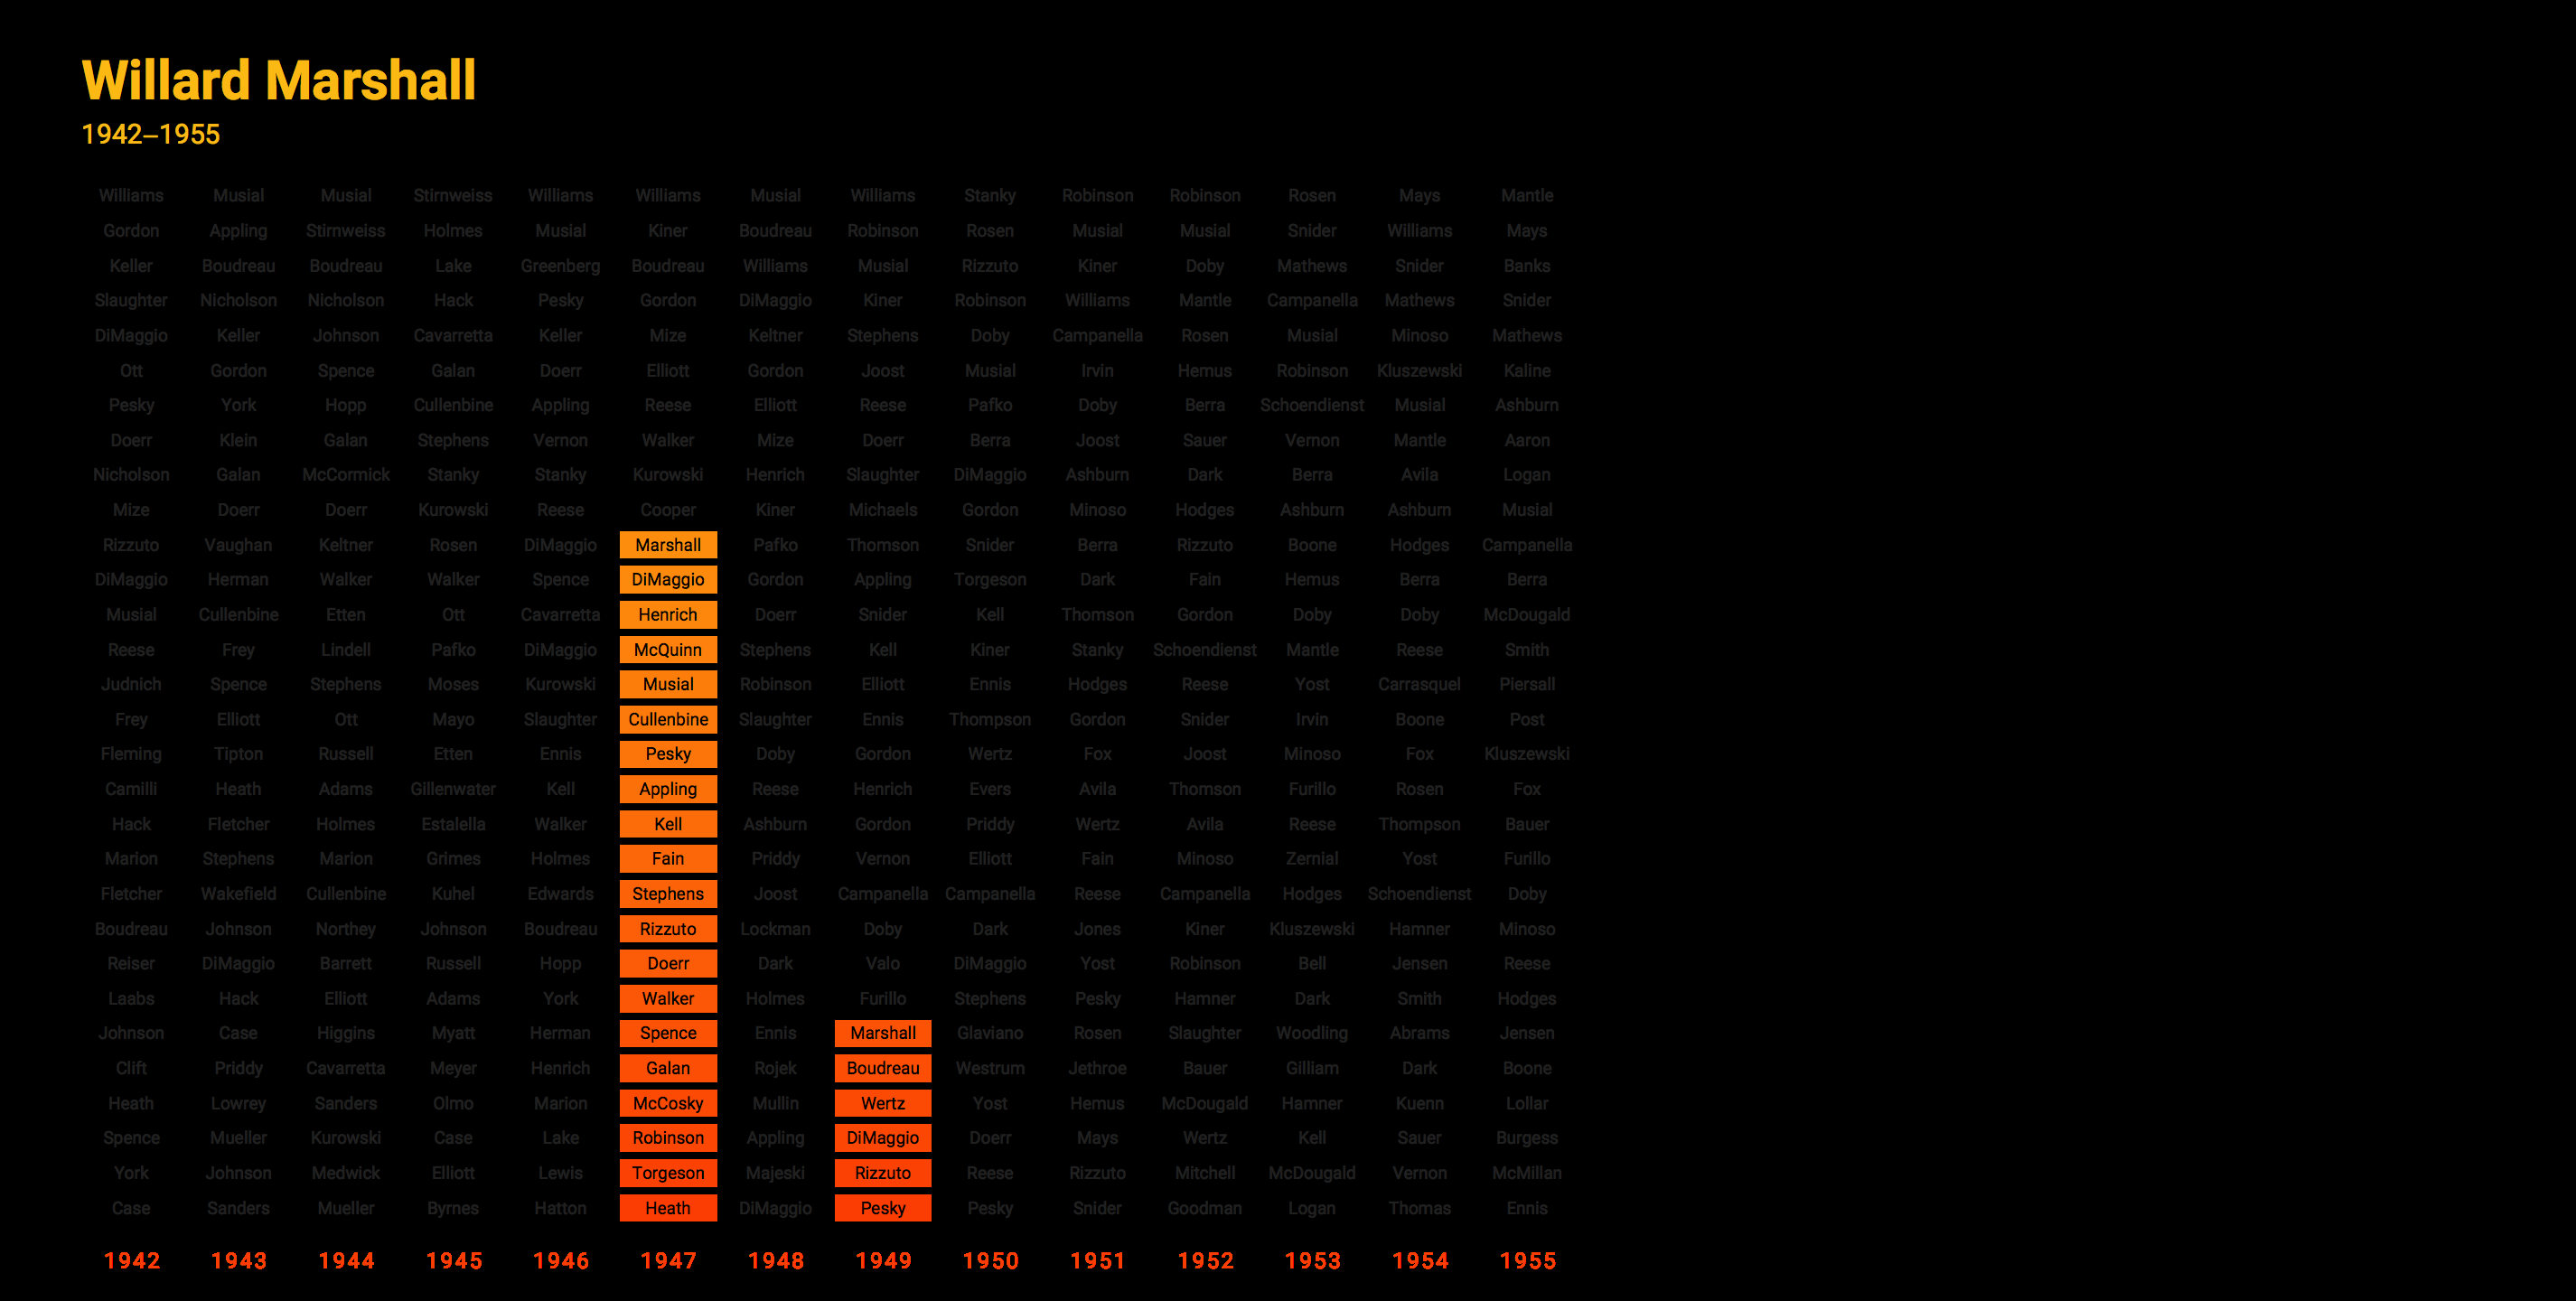 Willard Marshall
1942–1955
Williams Musial Musial Stirnweiss Williams Williams Musial Williams Stanky Robinson Robinson Rosen Mays Mantle
Gordon Appling Stirnweiss Holmes Musial Kiner Boudreau Robinson Rosen Musial Musial Snider Williams Mays
Keller Boudreau Boudreau Lake Greenberg Boudreau Williams Musial Rizzuto Kiner Doby Mathews Snider Banks
Slaughter Nicholson Nicholson Hack Pesky Gordon DiMaggio Kiner Robinson Williams Mantle Campanella Mathews Snider
DiMaggio Keller Johnson Cavarretta Keller Mize Keltner Stephens Doby Campanella Rosen Musial Minoso Mathews
Ott Gordon Spence Galan Doerr Elliott Gordon Joost Musial Irvin Hemus Robinson Kluszewski Kaline
Pesky York Hopp Cullenbine Appling Reese Elliott Reese Pafko Doby Berra Schoendienst Musial Ashburn
Doerr Klein Galan Stephens Vernon Walker Mize Doerr Berra Joost Sauer Vernon Mantle Aaron
Nicholson Galan McCormick Stanky Stanky Kurowski Henrich Slaughter DiMaggio Ashburn Dark Berra Avila Logan
Mize Doerr Doerr Kurowski Reese Cooper Kiner Michaels Gordon Minoso Hodges Ashburn Ashburn Musial
Rizzuto Vaughan Keltner Rosen DiMaggio Marshall Pafko Thomson Snider Berra Rizzuto Boone Hodges Campanella
DiMaggio Herman Walker Walker Spence DiMaggio Gordon Appling Torgeson Dark Fain Hemus Berra Berra
Musial Cullenbine Etten Ott Cavarretta Henrich Doerr Snider Kell Thomson Gordon Doby Doby McDougald
Reese Frey Lindell Pafko DiMaggio McQuinn Stephens Kell Kiner Stanky Schoendienst Mantle Reese Smith
Judnich Spence Stephens Moses Kurowski Musial Robinson Elliott Ennis Hodges Reese Yost Carrasquel Piersall
Frey Elliott Ott Mayo Slaughter Cullenbine Slaughter Ennis Thompson Gordon Snider Irvin Boone Post
Fleming Tipton Russell Etten Ennis Pesky Doby Gordon Wertz Fox Joost Minoso Fox Kluszewski
Camilli Heath Adams Gillenwater Kell Appling Reese Henrich Evers Avila Thomson Furillo Rosen Fox
Hack Fletcher Holmes Estalella Walker Kell Ashburn Gordon Priddy Wertz Avila Reese Thompson Bauer
Marion Stephens Marion Grimes Holmes Fain Priddy Vernon Elliott Fain Minoso Zernial Yost Furillo
Fletcher Wakefield Cullenbine Kuhel Edwards Stephens Joost Campanella Campanella Reese Campanella Hodges Schoendienst Doby
Boudreau Johnson Northey Johnson Boudreau Rizzuto Lockman Doby Dark Jones Kiner Kluszewski Hamner Minoso
Reiser DiMaggio Barrett Russell Hopp Doerr Dark Valo DiMaggio Yost Robinson Bell Jensen Reese
Laabs Hack Elliott Adams York Walker Holmes Furillo Stephens Pesky Hamner Dark Smith Hodges
Johnson Case Higgins Myatt Herman Spence Ennis Marshall Glaviano Rosen Slaughter Woodling Abrams Jensen
Clift Priddy Cavarretta Meyer Henrich Galan Rojek Boudreau Westrum Jethroe Bauer Gilliam Dark Boone
Heath Lowrey Sanders Olmo Marion McCosky Mullin Wertz Yost Hemus McDougald Hamner Kuenn Lollar
Spence Mueller Kurowski Case Lake Robinson Appling DiMaggio Doerr Mays Wertz Kell Sauer Burgess
York Johnson Medwick Elliott Lewis Torgeson Majeski Rizzuto Reese Rizzuto Mitchell McDougald Vernon McMillan
Case Sanders Mueller Byrnes Hatton Heath DiMaggio Pesky Pesky Snider Goodman Logan Thomas Ennis
1942 1943 1944 1945 1946 1947 1948 1949 1950 1951 1952 1953 1954 1955